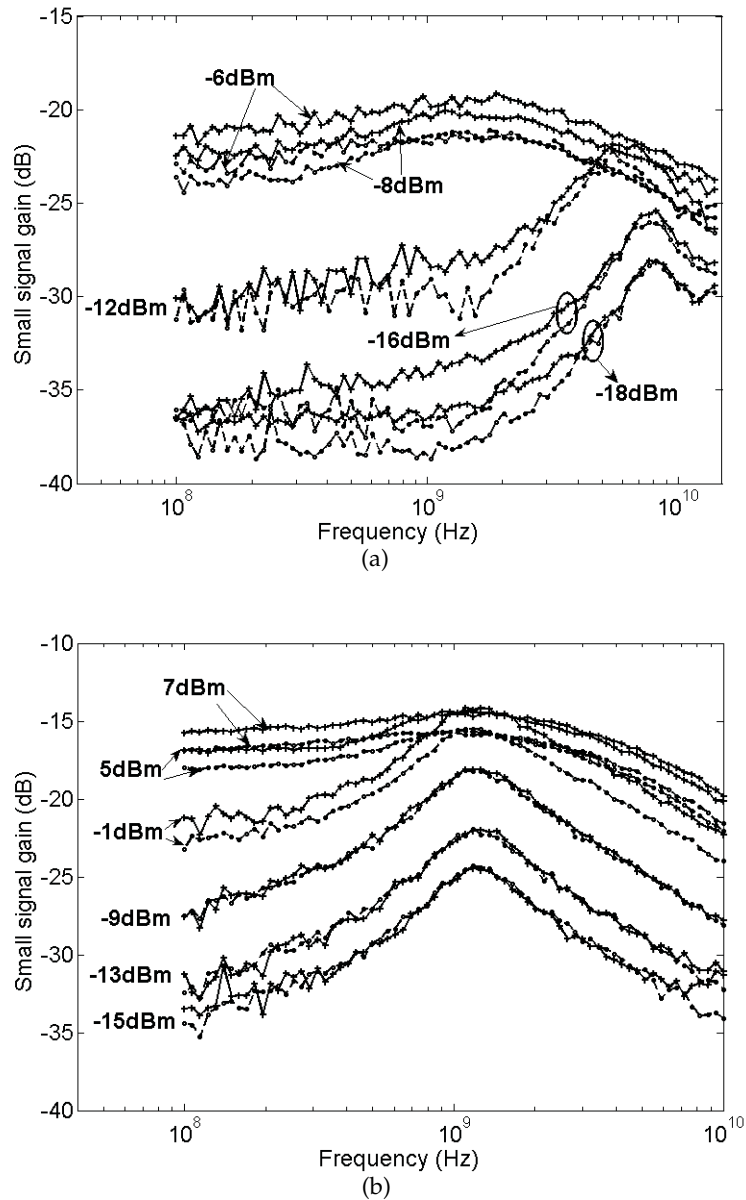 -15
-20
-25
-30
-35
-40
Small signal gain (dB)
-6dBm
-8dBm
-12dBm
-16dBm
-18dBm
10^8
10^9
10^10
Frequency (Hz)
(a)
-10
-15
-20
-25
-30
-35
-40
Small signal gain (dB)
7dBm
5dBm
-1dBm
-9dBm
-13dBm
-15dBm
10^8
10^9
10^10
Frequency (Hz)
(b)